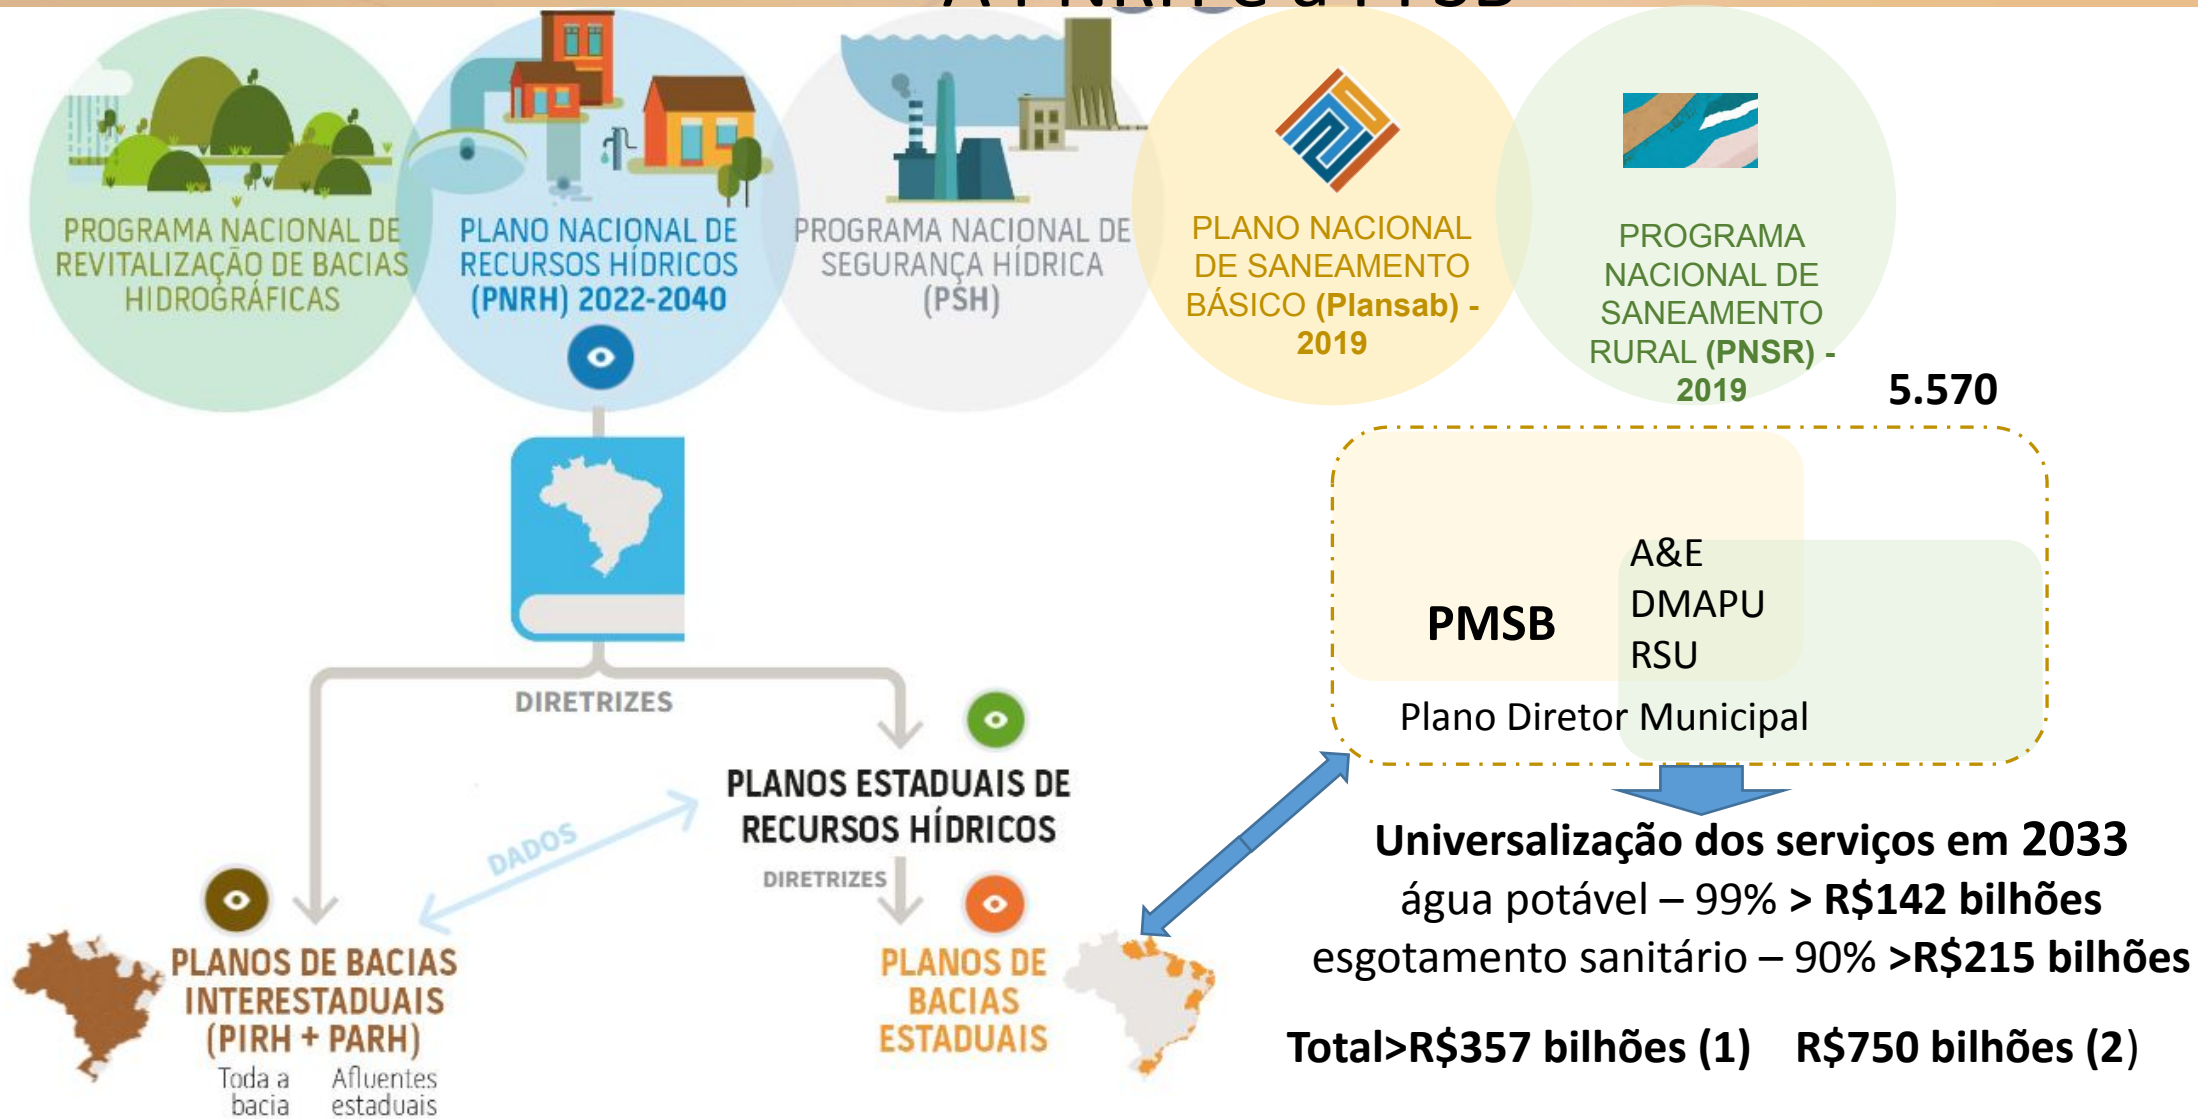 PROGRAMA NACIONAL DE
REVITALIZAÇÃO DE BACIAS
HIDROGRÁFICAS
PLANO NACIONAL DE
RECURSOS HÍDRICOS
(PNRH) 2022-2040
PROGRAMA NACIONAL DE
SEGURANÇA HÍDRICA
(PSH)
PLANO NACIONAL
DE SANEAMENTO
BÁSICO (Plansab) -
2019
PROGRAMA
NACIONAL DE
SANEAMENTO
RURAL (PNSR) -
2019
5.570
A&E
DMAPU
RSU
PMSB
Plano Diretor Municipal
DIRETRIZES
PLANOS ESTADUAIS DE
RECURSOS HÍDRICOS
DADOS
DIRETRIZES
PLANOS DE BACIAS
INTERESTADUAIS
(PIRH + PARH)
Toda a
bacia
Afluentes
estaduais
PLANOS DE
BACIAS
ESTADUAIS
Universalização dos serviços em 2033
água potável – 99% > R$142 bilhões
esgotamento sanitário – 90% >R$215 bilhões
Total>R$357 bilhões (1) R$750 bilhões (2)